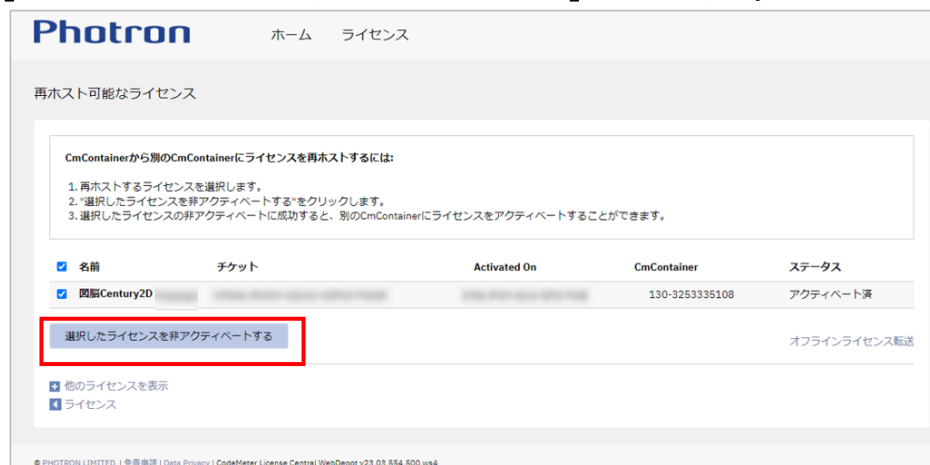 Photron
ホーム ライセンス
再ホスト可能なライセンス
CmContainerから別のCmContainerにライセンスを再ホストするには:
1. 再ホストするライセンスを選択します。
2. "選択したライセンスを非アクティベートする"をクリックします。
3. 選択したライセンスの非アクティベートに成功すると、別のCmContainerにライセンスをアクティベートすることができます。
名前 チケット Activated On CmContainer ステータス
図脳Century2D 130-3253335108 アクティベート済
選択したライセンスを非アクティベートする
オフラインライセンス転送
他のライセンスを表示
ライセンス
© PHOTRON LIMITED. | 免責事項 | Data Privacy | CodeMeter License Central WebDepot v23.03.554.500.ws4